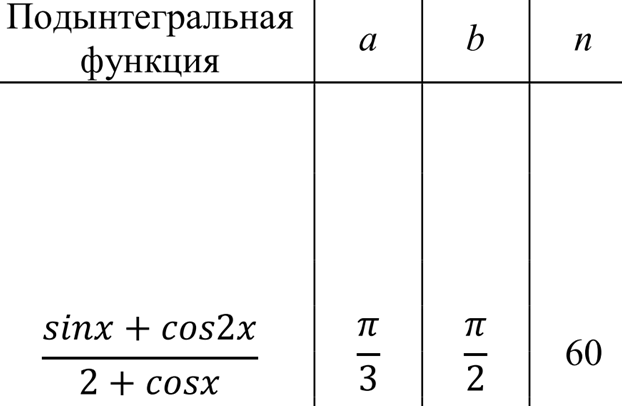 Подынтегральная функция a b n
sinx + cos2x
2 + cosx
π
3
π
2
60